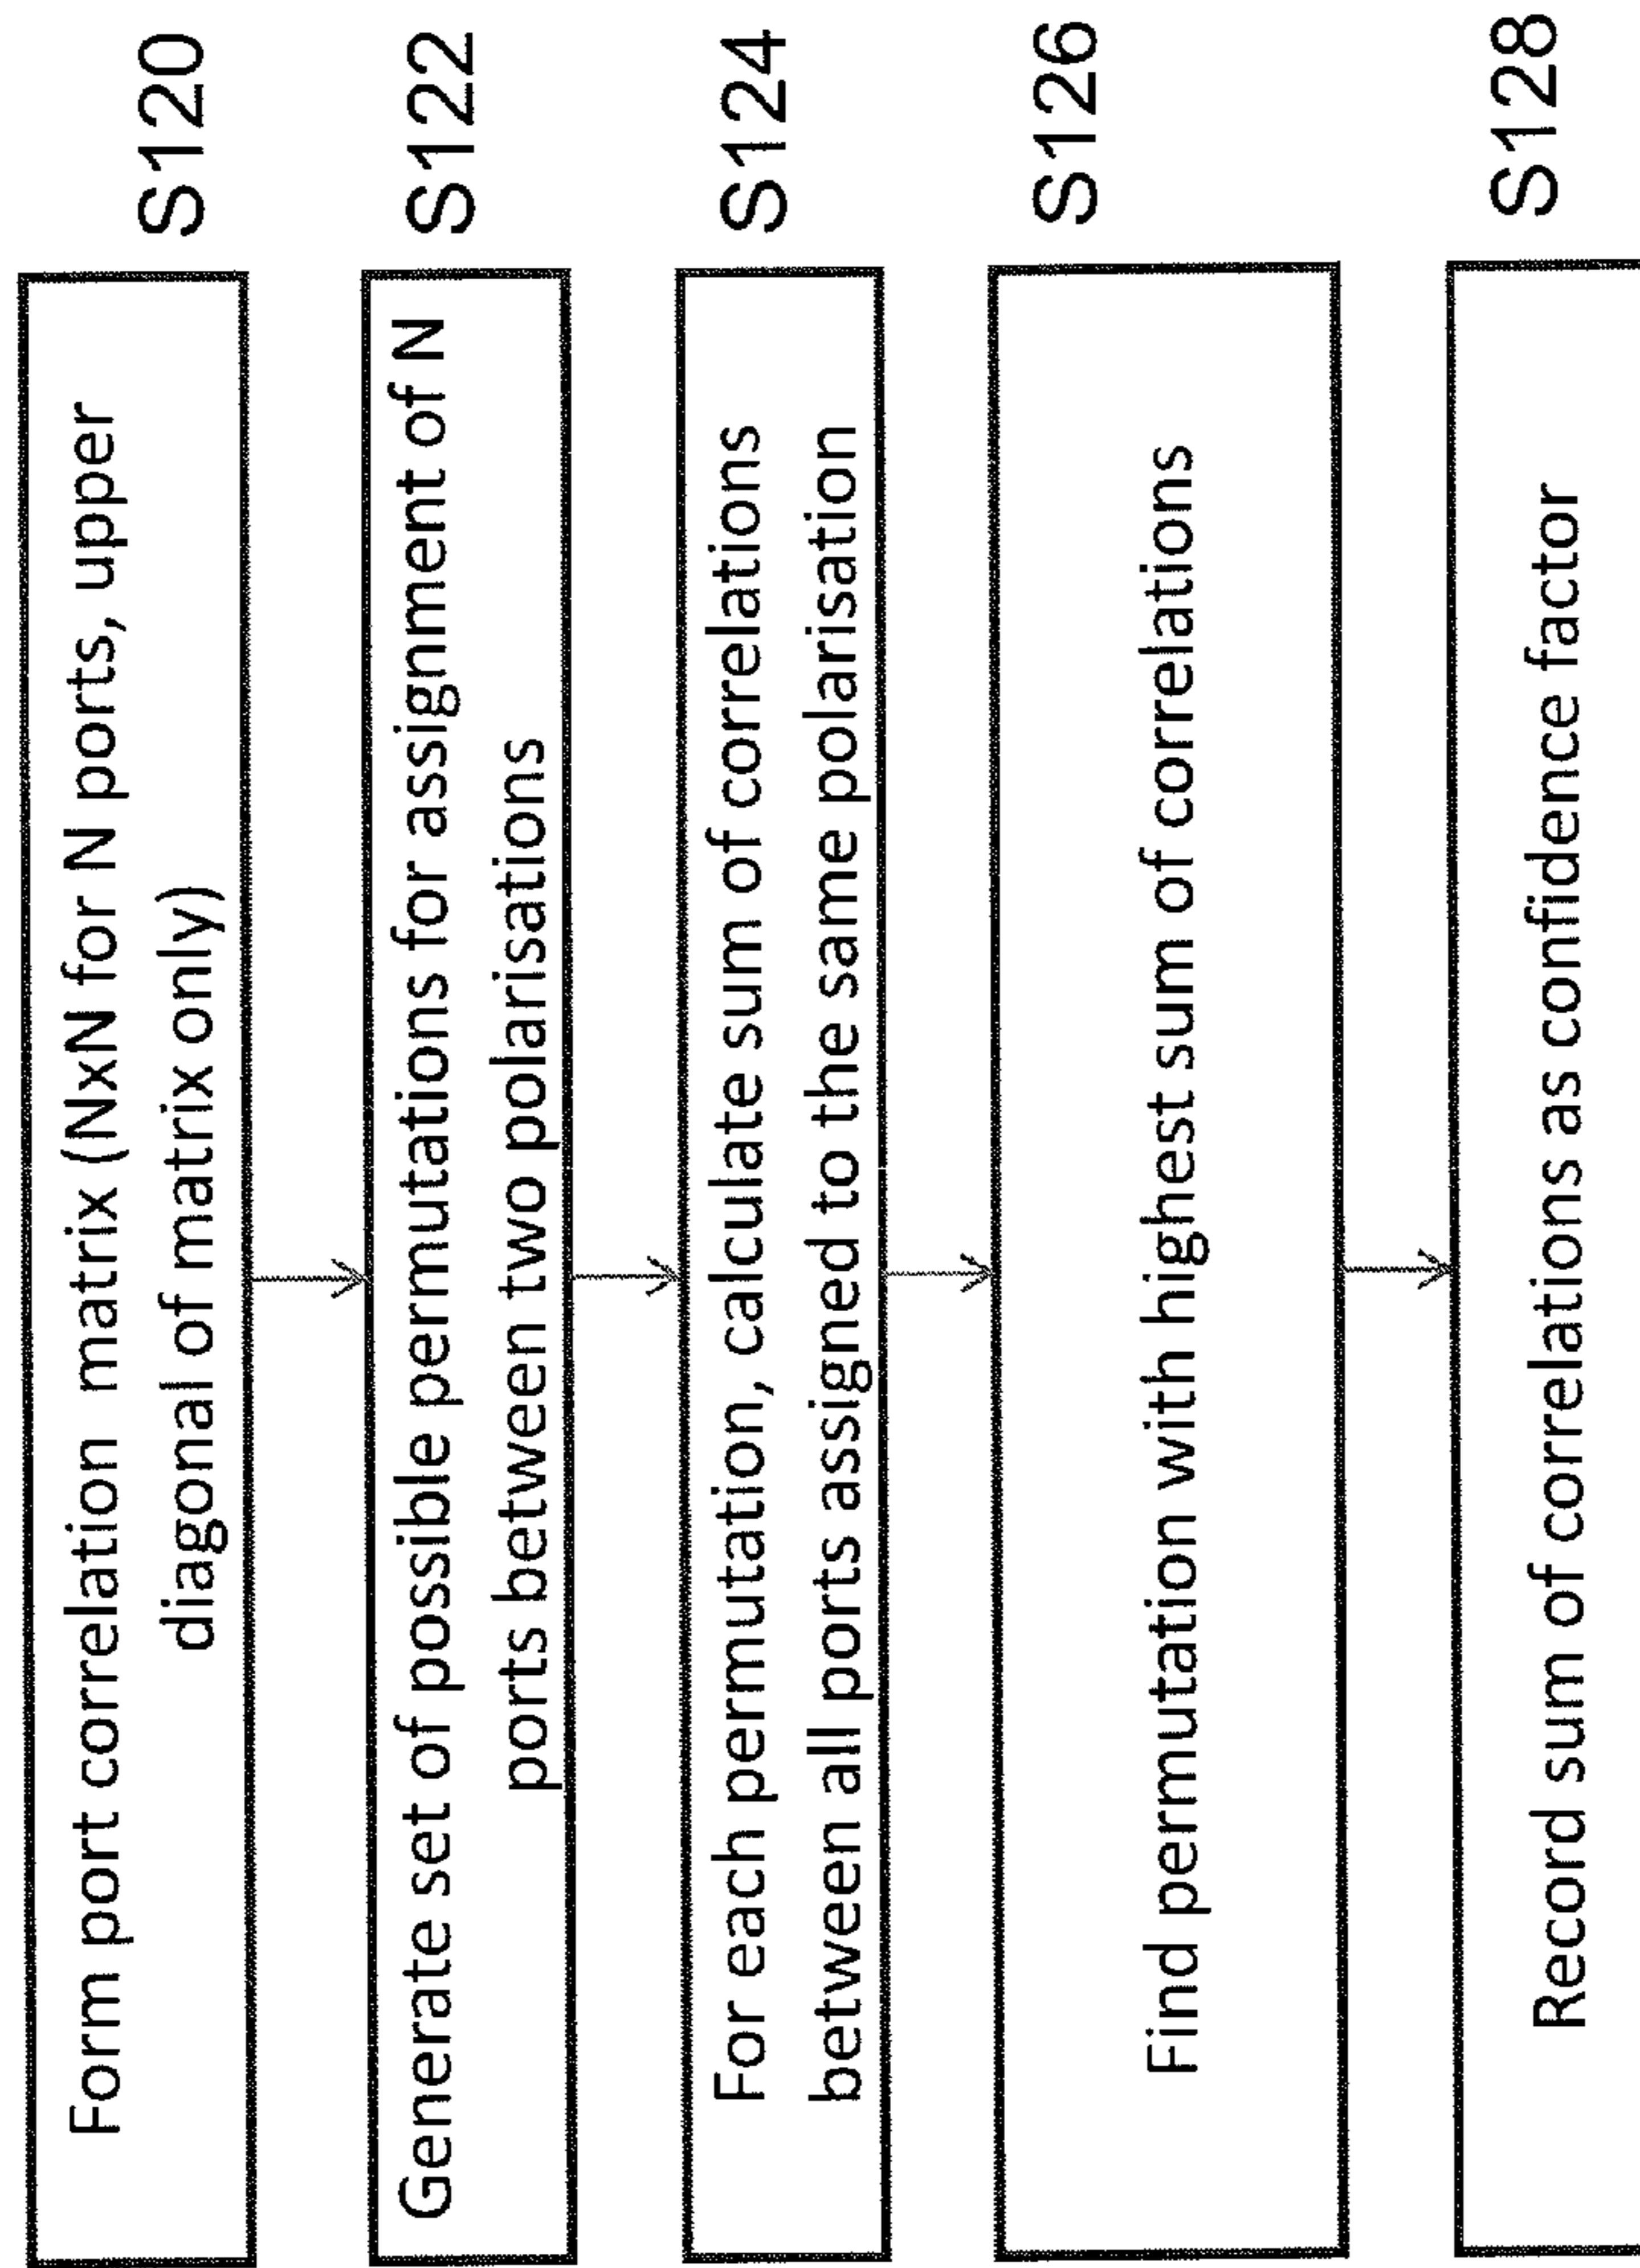 Form port correlation matrix (NxN for N ports, upper
diagonal of matrix only)
S120
Generate set of possible permutations for assignment of N
ports between two polarisations
S122
For each permutation, calculate sum of correlations
between all ports assigned to the same polarisation
S124
Find permutation with highest sum of correlations
S126
Record sum of correlations as confidence factor
S128